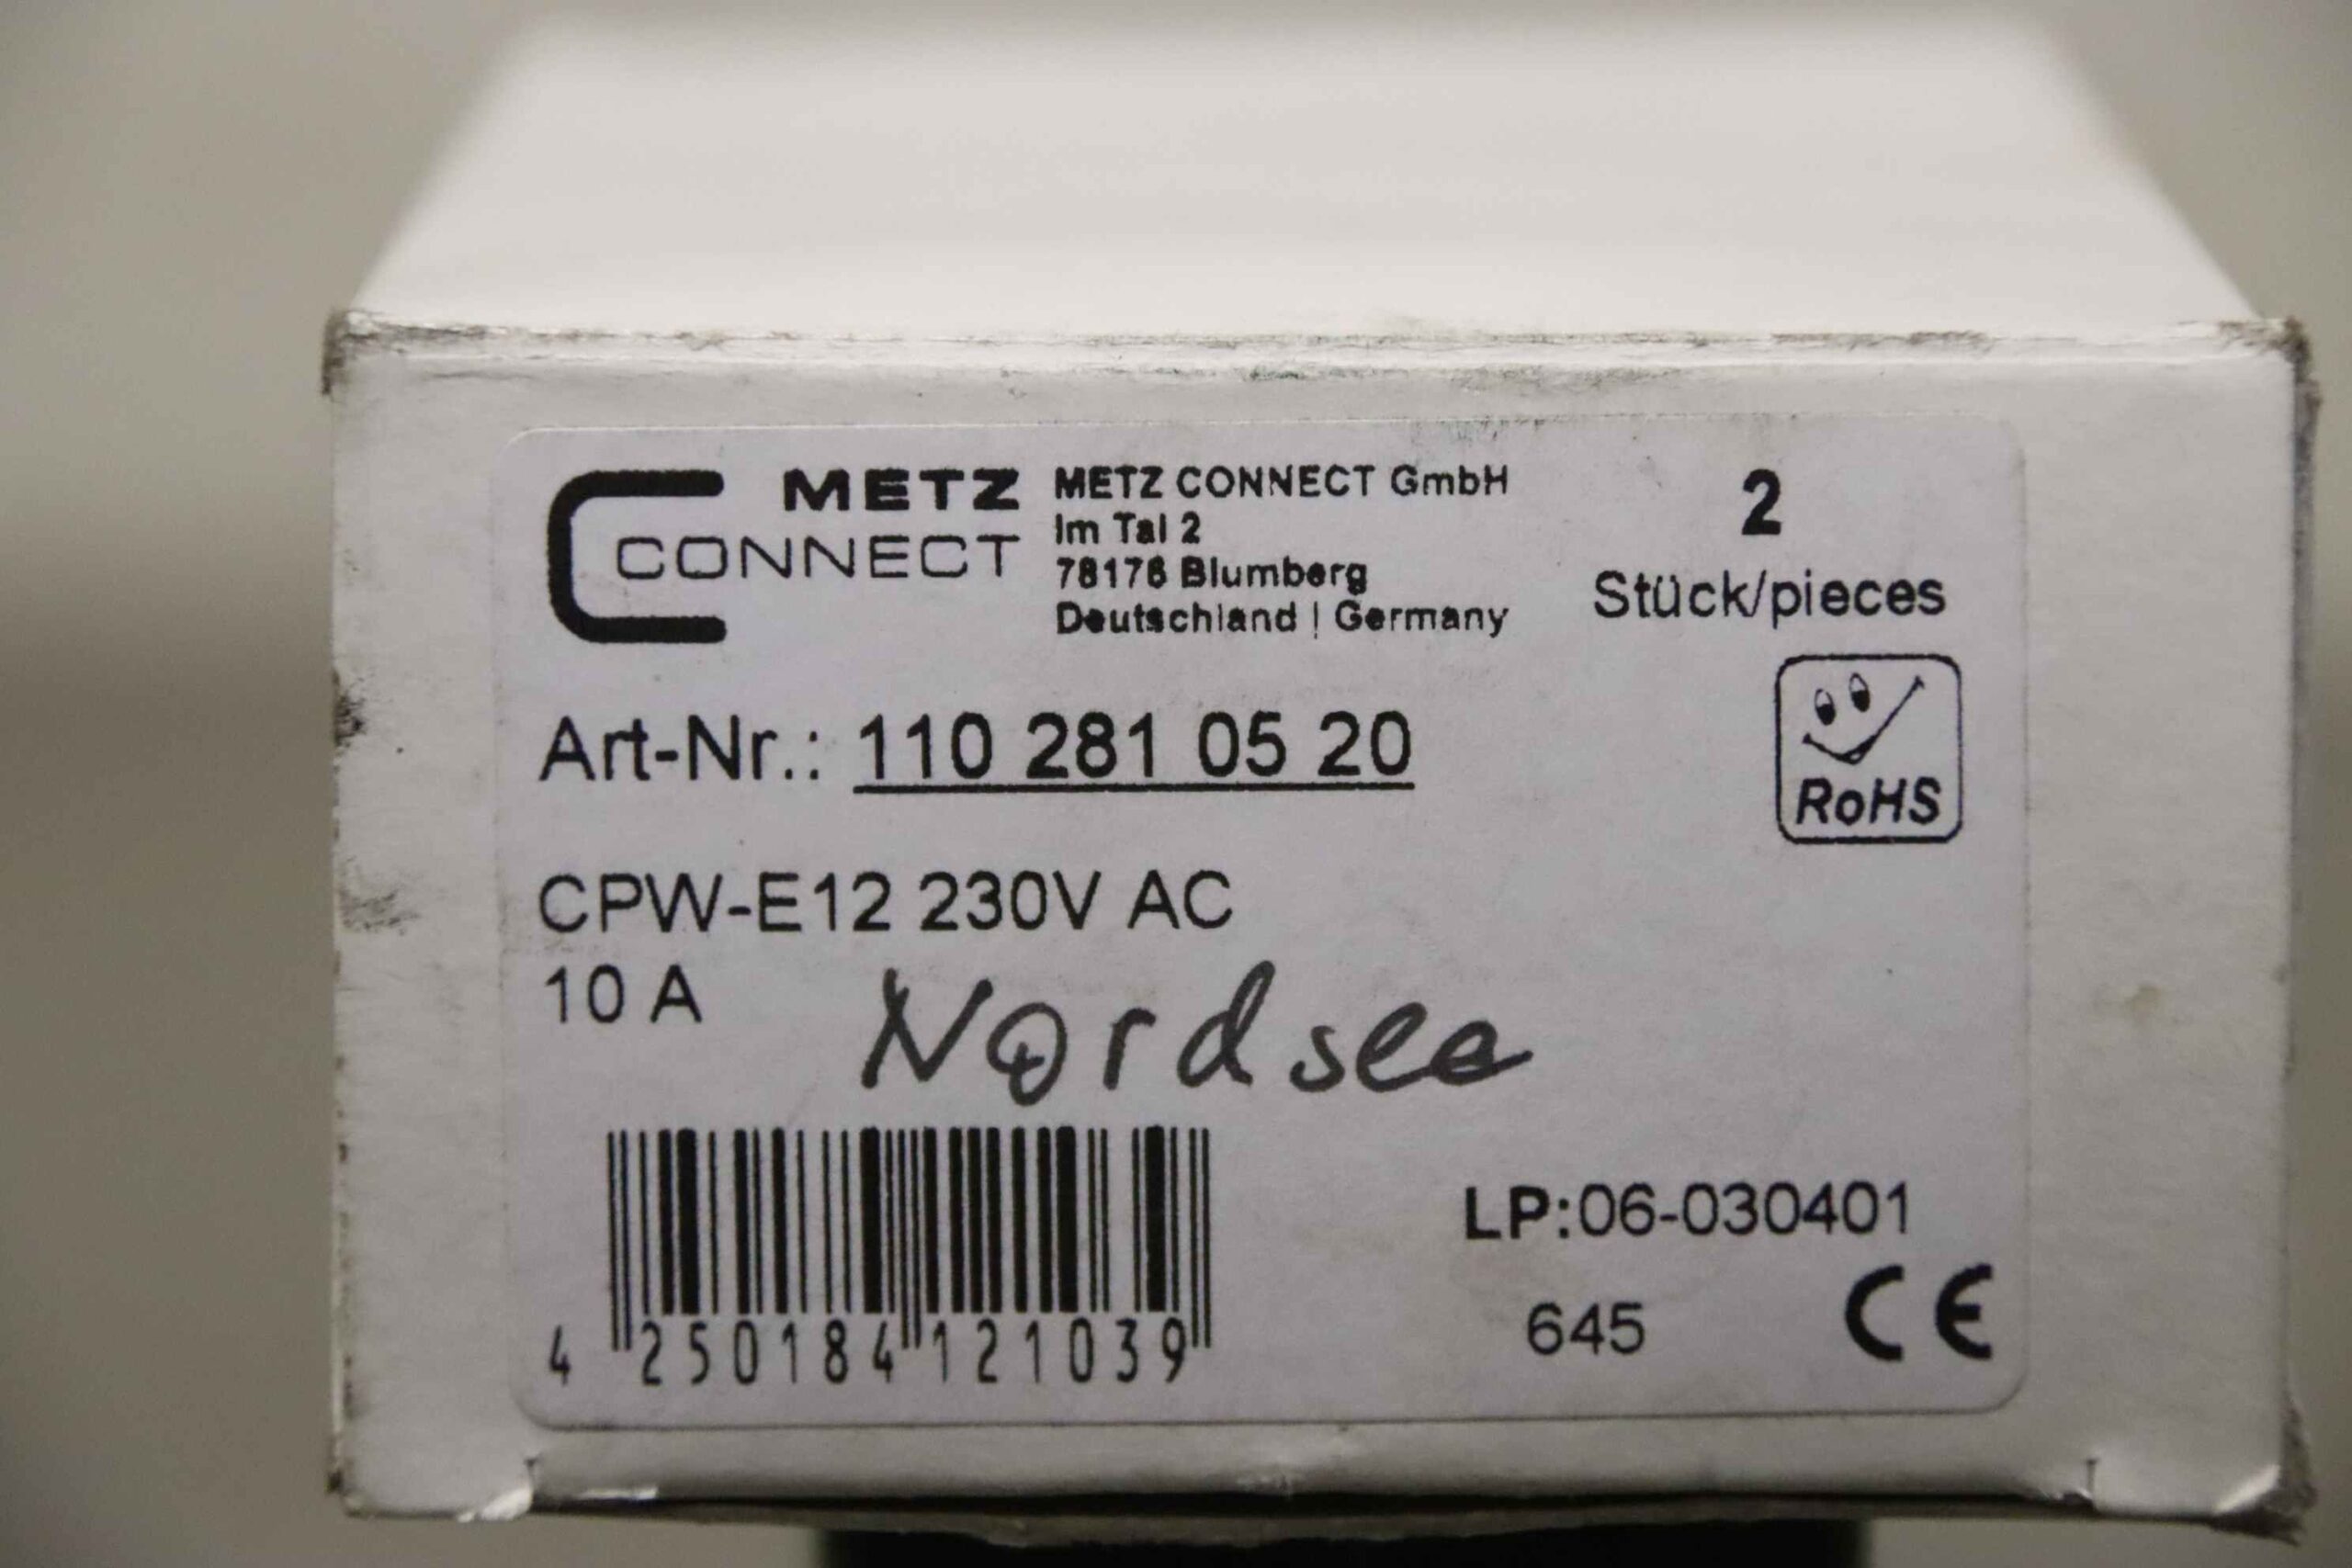 METZ CONNECT
METZ CONNECT GmbH
Im Tal 2
78176 Blumberg
Deutschland | Germany
2
Stück/pieces
RoHS
Art-Nr.: 110 281 05 20
CPW-E12 230V AC
10 A
Nordsee
4 250184 121039
LP:06-030401
645
CE